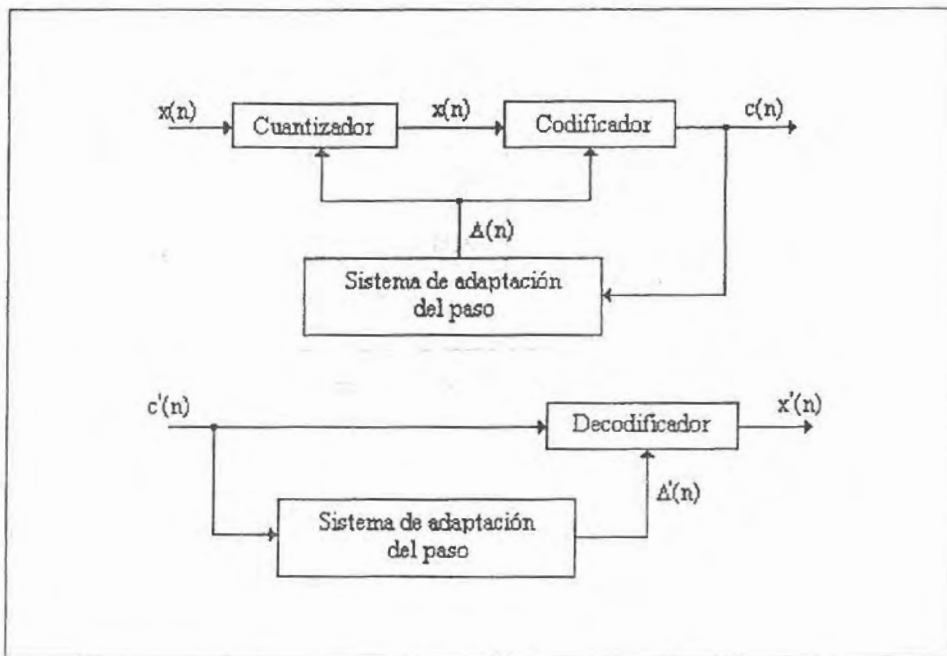 x(n)
Cuantizador
x(n)
Codificador
c(n)
Δ(n)
Sistema de adaptación
del paso
c'(n)
Decodificador
x'(n)
Δ'(n)
Sistema de adaptación
del paso